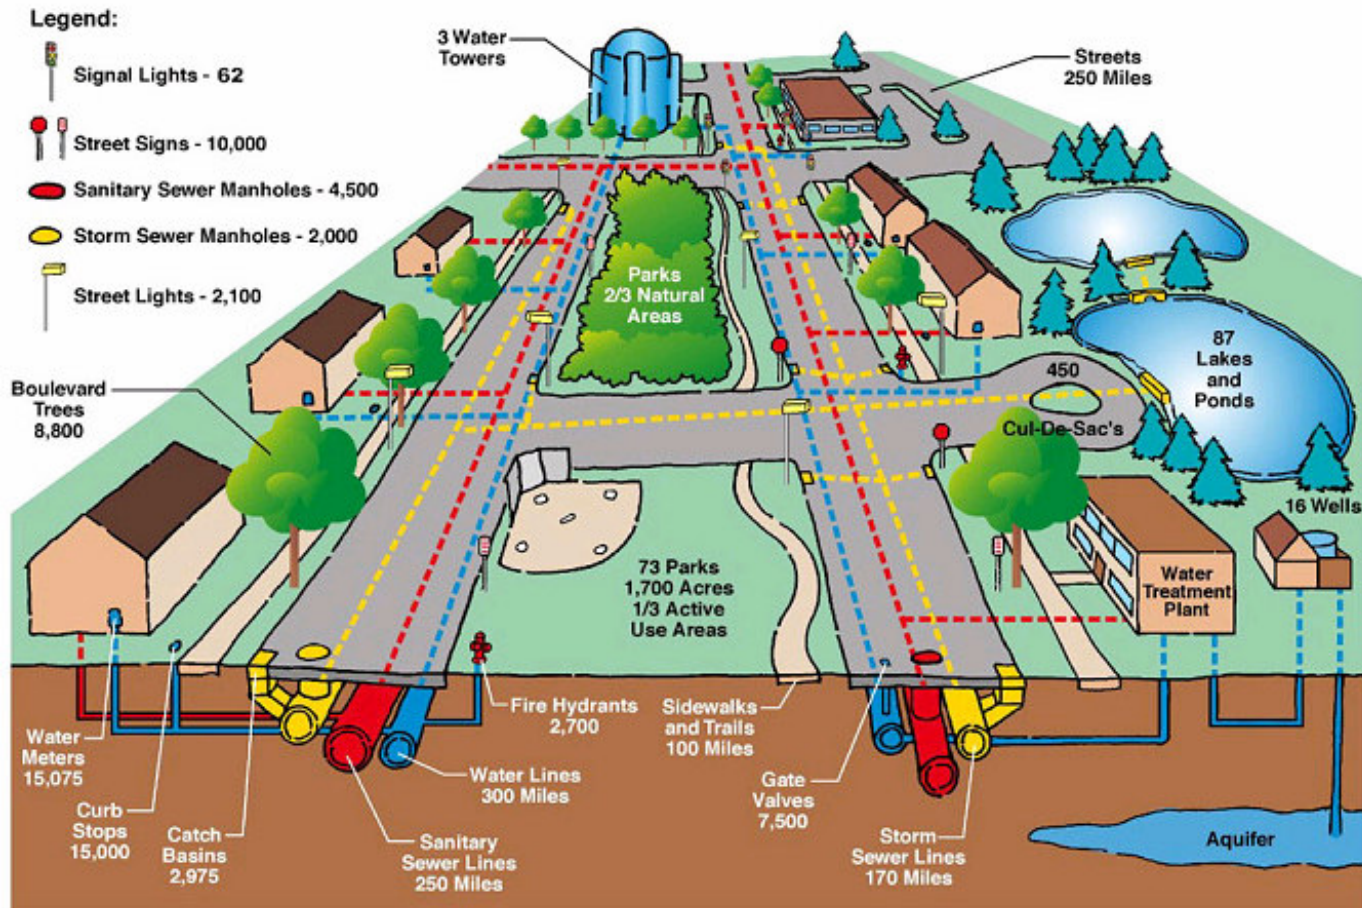 Legend:
Signal Lights - 62
Street Signs - 10,000
Sanitary Sewer Manholes - 4,500
Storm Sewer Manholes - 2,000
Street Lights - 2,100
3 Water
Towers
Streets
250 Miles
Parks
2/3 Natural
Areas
87
Lakes
and
Ponds
450
Cul-De-Sac's
Boulevard
Trees
8,800
16 Wells
73 Parks
1,700 Acres
1/3 Active
Use Areas
Water
Treatment
Plant
Water
Meters
15,075
Curb
Stops
15,000
Catch
Basins
2,975
Sanitary
Sewer Lines
250 Miles
Water Lines
300 Miles
Fire Hydrants
2,700
Sidewalks
and Trails
100 Miles
Gate
Valves
7,500
Storm
Sewer Lines
170 Miles
Aquifer